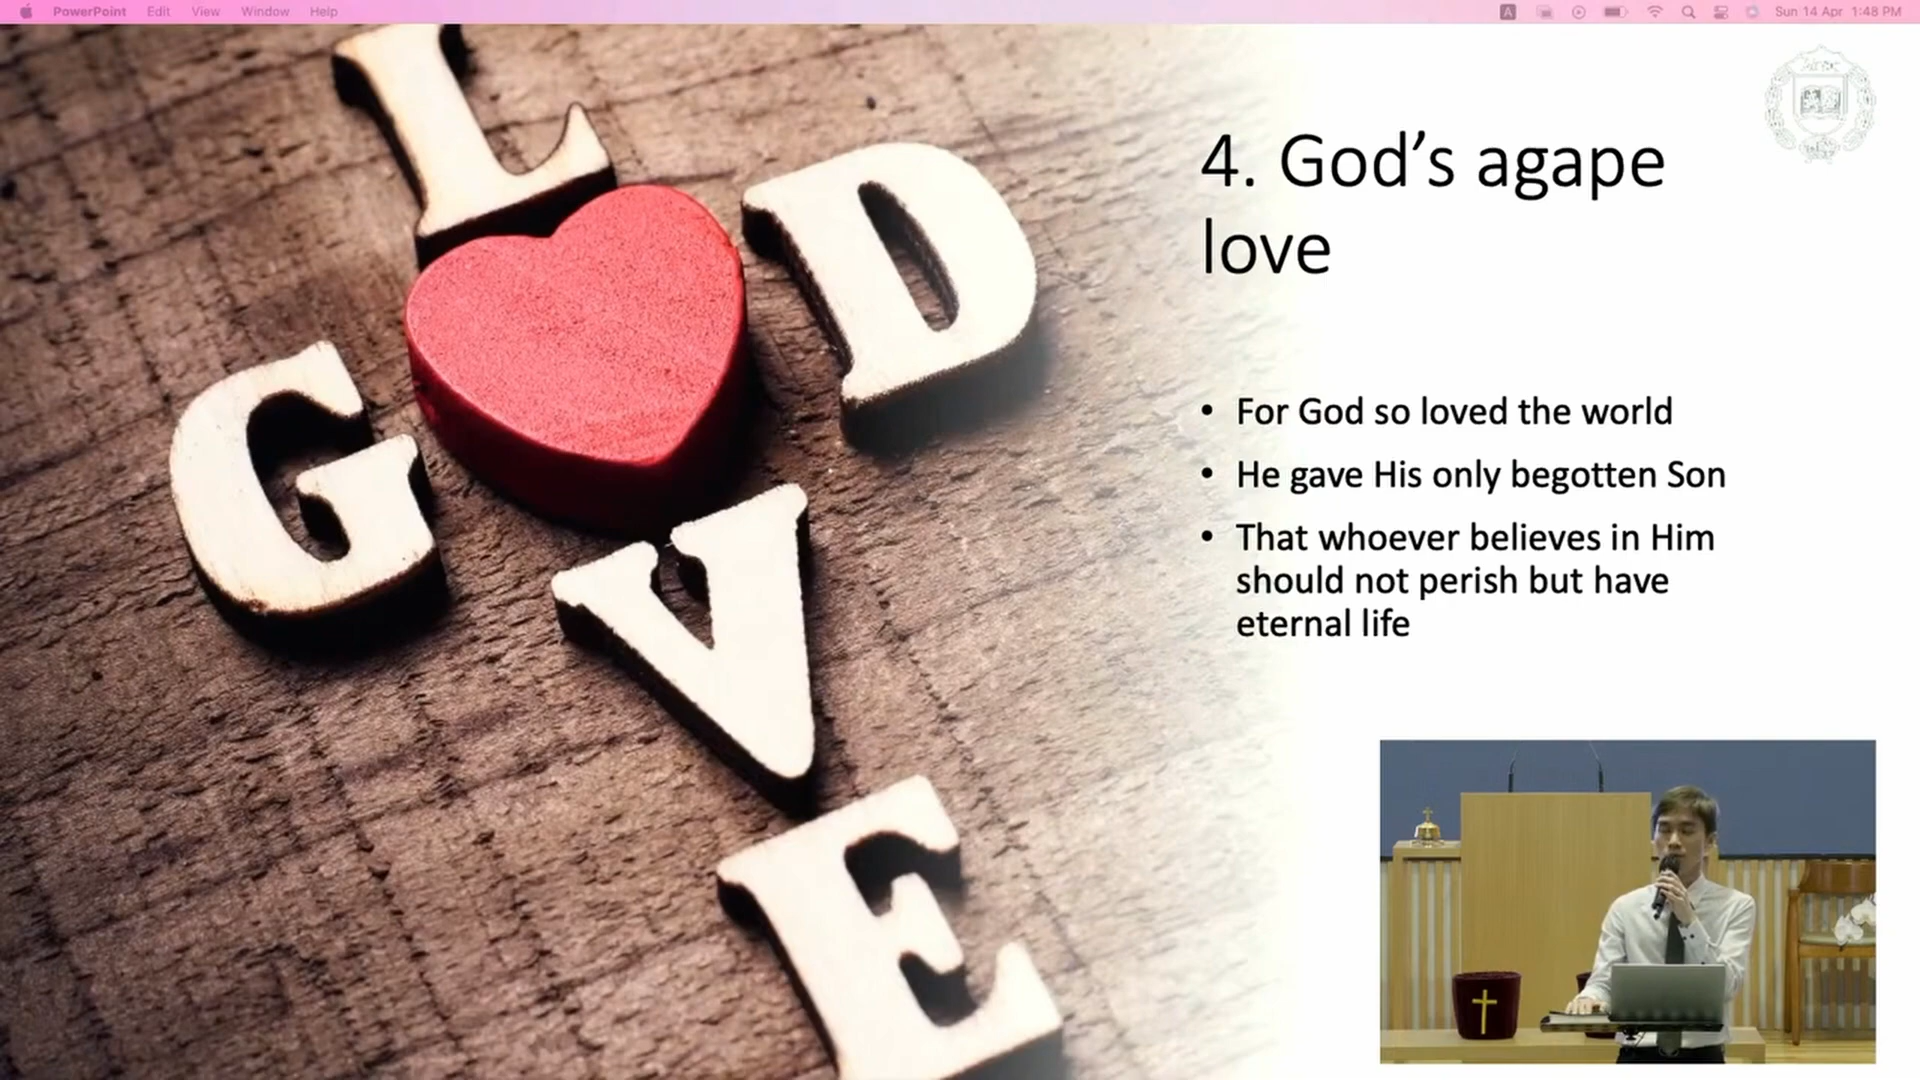 PowerPoint Edit View Window Help
A
Sun 14 Apr 1:48 PM
4. God's agape
love
• For God so loved the world
• He gave His only begotten Son
• That whoever believes in Him
should not perish but have
eternal life
L
G D
V
E